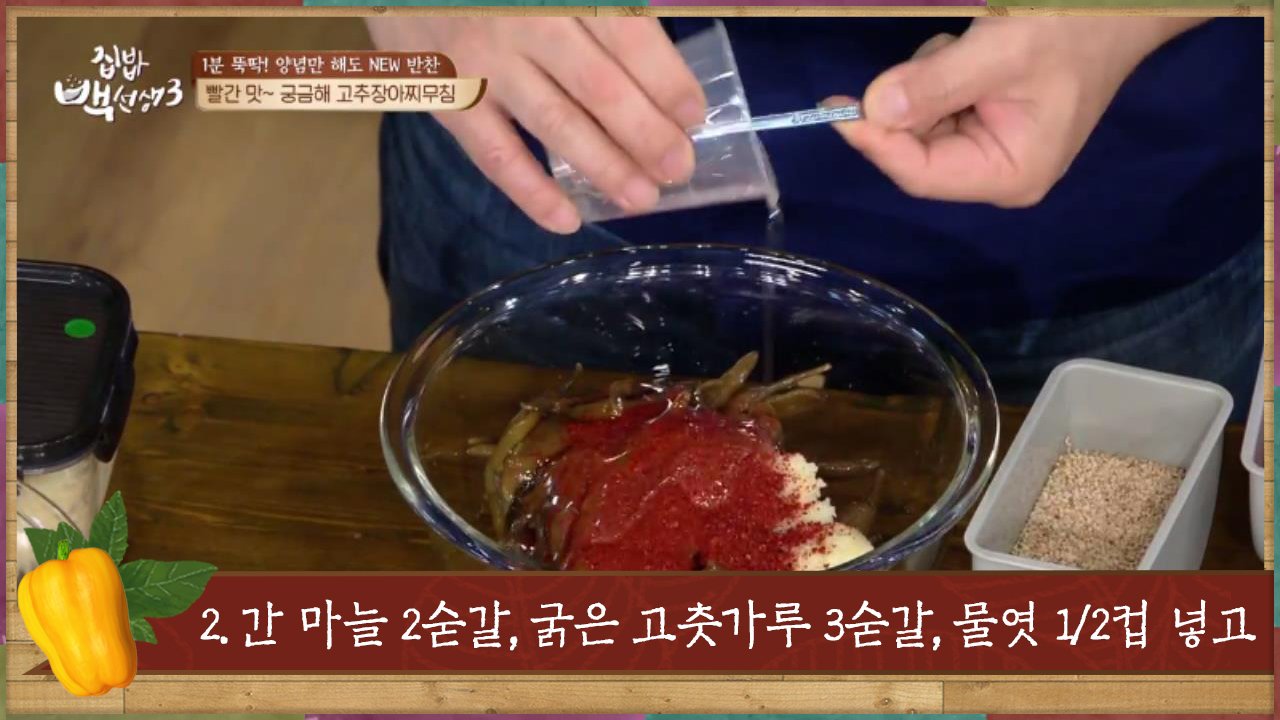 집밥
백선생3
1분 뚝딱! 양념만 해도 NEW 반찬
빨간 맛~ 궁금해 고추장아찌무침
2. 간 마늘 2숟갈, 굵은 고춧가루 3숟갈, 물엿 1/2컵 넣고